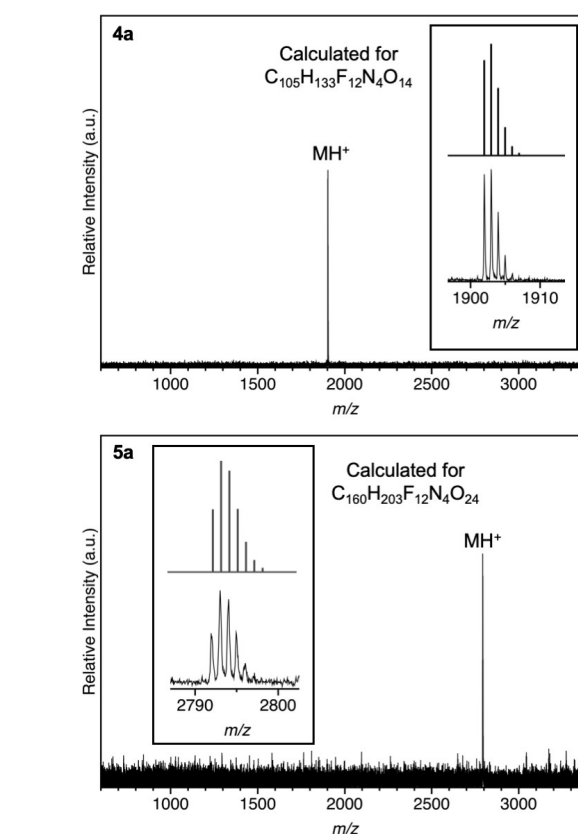 4a
Calculated for
C₁₀₅H₁₃₃F₁₂N₄O₁₄
MH⁺
Relative Intensity (a.u.)
1900 1910
m/z
1000 1500 2000 2500 3000
m/z
5a
Calculated for
C₁₆₀H₂₀₃F₁₂N₄O₂₄
MH⁺
Relative Intensity (a.u.)
2790 2800
m/z
1000 1500 2000 2500 3000
m/z